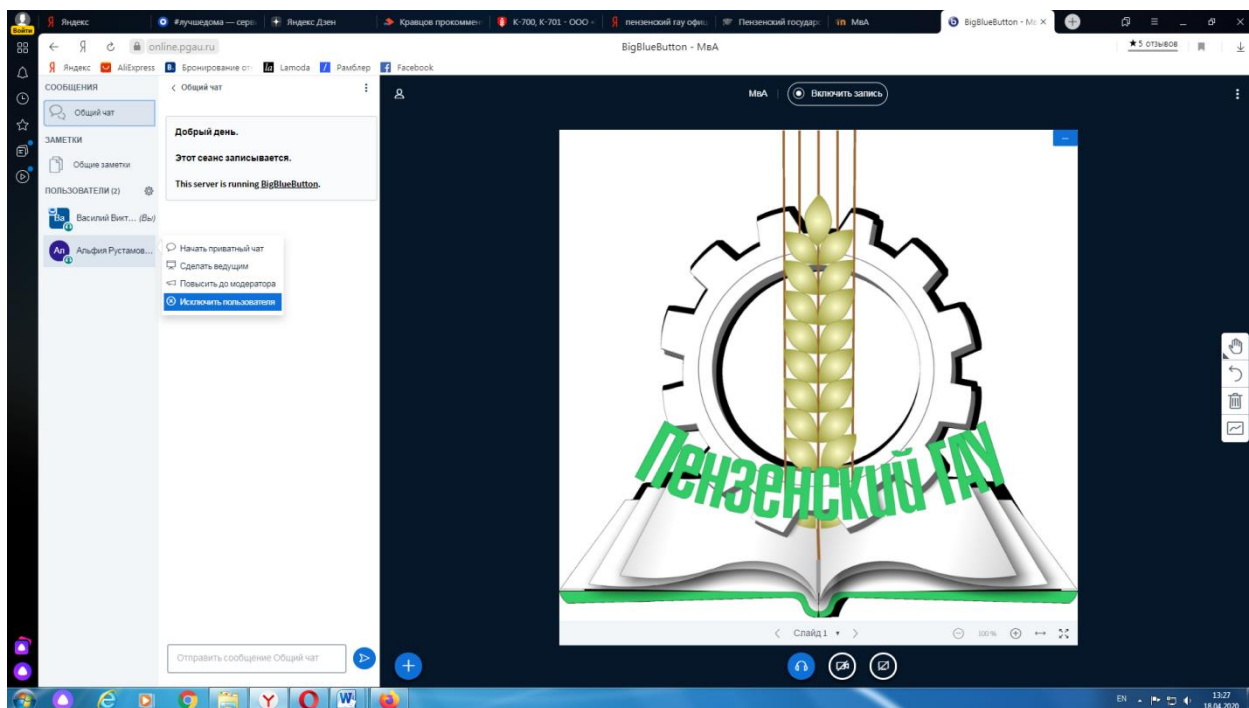 Войти
Яндекс
#лучшедома — серв
Яндекс Дзен
Кравцов прокоммен
К-700, К-701 - ООО «
пензенский гау офиц
Пензенский государс
МвА
BigBlueButton - Мв
online.pgau.ru
BigBlueButton - МвА
★5 отзывов
Яндекс
AliExpress
Бронирование от
Lamoda
Рамблер
Facebook
СООБЩЕНИЯ
Общий чат
ЗАМЕТКИ
Общие заметки
ПОЛЬЗОВАТЕЛИ (2)
Ва
Василий Викт... (Вы)
Ал
Альфия Рустамов...
Общий чат
Добрый день.
Этот сеанс записывается.
This server is running BigBlueButton.
Начать приватный чат
Сделать ведущим
Повысить до модератора
Исключить пользователя
Отправить сообщение Общий чат
МвА
Включить запись
Пензенский ГАУ
Слайд 1
100%
EN
13:27
18.04.2020